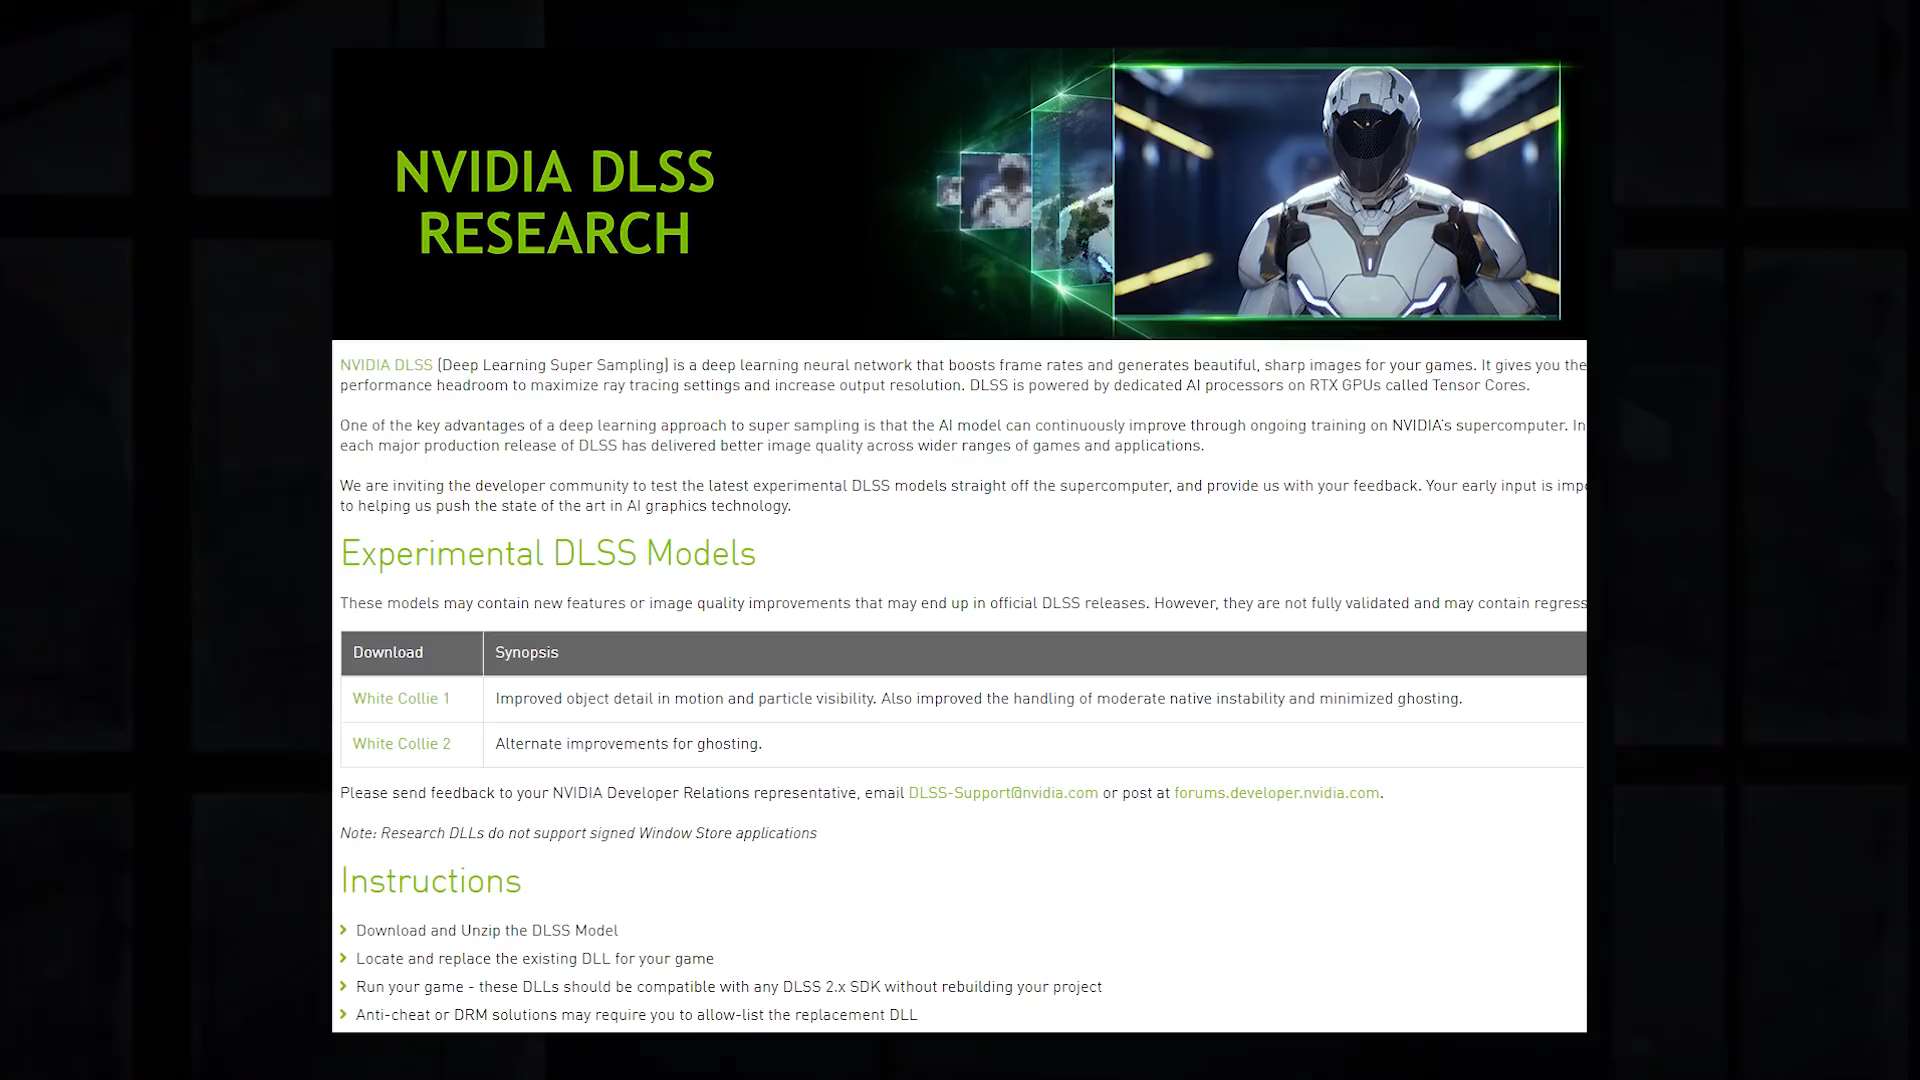 NVIDIA DLSS
RESEARCH
NVIDIA DLSS (Deep Learning Super Sampling) is a deep learning neural network that boosts frame rates and generates beautiful, sharp images for your games. It gives you the
performance headroom to maximize ray tracing settings and increase output resolution. DLSS is powered by dedicated AI processors on RTX GPUs called Tensor Cores.
One of the key advantages of a deep learning approach to super sampling is that the AI model can continuously improve through ongoing training on NVIDIA's supercomputer. In
each major production release of DLSS has delivered better image quality across wider ranges of games and applications.
We are inviting the developer community to test the latest experimental DLSS models straight off the supercomputer, and provide us with your feedback. Your early input is
to helping us push the state of the art in AI graphics technology.
Experimental DLSS Models
These models may contain new features or image quality improvements that may end up in official DLSS releases. However, they are not fully validated and may contain regress
Download Synopsis
White Collie 1 Improved object detail in motion and particle visibility. Also improved the handling of moderate native instability and minimized ghosting.
White Collie 2 Alternate improvements for ghosting.
Please send feedback to your NVIDIA Developer Relations representative, email DLSS-Support@nvidia.com or post at forums.developer.nvidia.com.
Note: Research DLLs do not support signed Window Store applications
Instructions
Download and Unzip the DLSS Model
Locate and replace the existing DLL for your game
Run your game - these DLLs should be compatible with any DLSS 2.x SDK without rebuilding your project
Anti-cheat or DRM solutions may require you to allow-list the replacement DLL